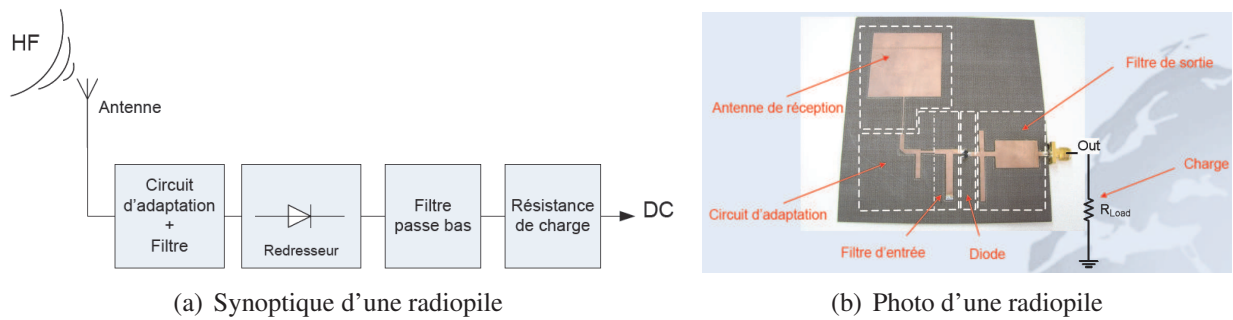 HF
Antenne
Circuit
d'adaptation
+
Filtre
Redresseur
Filtre
passe bas
Résistance
de charge
DC
(a) Synoptique d'une radiopile
Filtre de sortie
Antenne de réception
Out
Charge
Circuit d'adaptation
RLoad
Filtre d'entrée
Diode
(b) Photo d'une radiopile